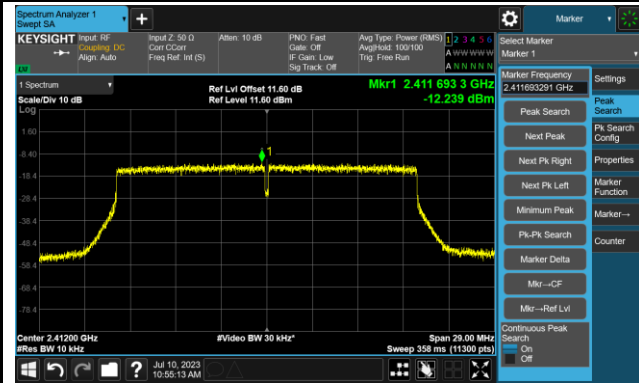 Spectrum Analyzer 1
Swept SA
Marker
KEYSIGHT
Input: RF
Coupling: DC
Align: Auto
Input Z: 50 Ω
Corr CCorr
Freq Ref: Int (S)
Atten: 10 dB
PNO: Fast
Gate: Off
IF Gain: Low
Sig Track: Off
Avg Type: Power (RMS)
Avg|Hold: 100/100
Trig: Free Run
1 2 3 4 5 6
A W W W W W
A N N N N N
Select Marker
Marker 1
1 Spectrum
Scale/Div 10 dB
Log
Ref Lvl Offset 11.60 dB
Ref Level 11.60 dBm
Mkr1 2.411 693 3 GHz
-12.239 dBm
1.60
-8.40
-18.4
-28.4
-38.4
-48.4
-58.4
-68.4
-78.4
1
Center 2.41200 GHz
#Res BW 10 kHz
#Video BW 30 kHz*
Span 29.00 MHz
Sweep 358 ms (11300 pts)
Marker Frequency
2.411693291 GHz
Peak Search
Next Peak
Next Pk Right
Next Pk Left
Minimum Peak
Pk-Pk Search
Marker Delta
Mkr→CF
Mkr→Ref Lvl
Continuous Peak
Search
On
Off
Settings
Peak
Search
Pk Search
Config
Properties
Marker
Function
Marker→
Counter
Jul 10, 2023
10:55:13 AM